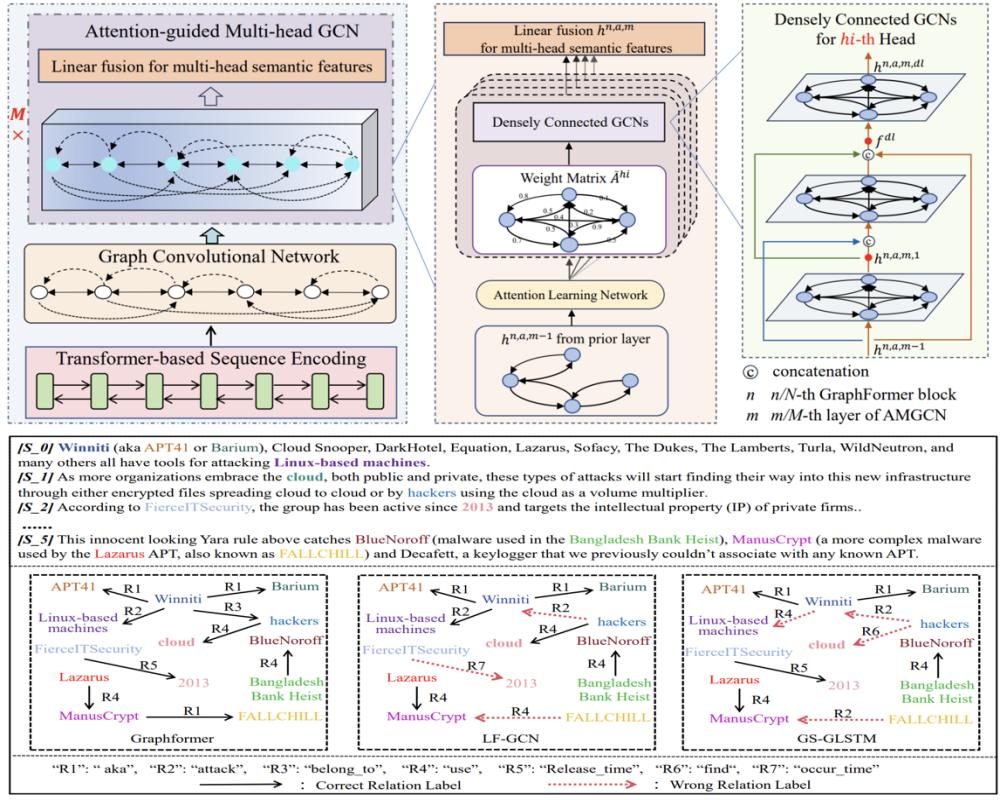 Attention-guided Multi-head GCN
Linear fusion for multi-head semantic features
M
×
Graph Convolutional Network
Transformer-based Sequence Encoding
Linear fusion h^{n,a,m}
for multi-head semantic features
Densely Connected GCNs
Weight Matrix Ã^{hi}
0.8
0.1
0.5
0.2
0.4
0.3
0.9
0.7
Attention Learning Network
h^{n,a,m−1} from prior layer
Densely Connected GCNs
for hi-th Head
h^{n,a,m,dl}
f^{dl}
©
©
h^{n,a,m,1}
h^{n,a,m−1}
© concatenation
n n/N-th GraphFormer block
m m/M-th layer of AMGCN
[S_0] Winniti (aka APT41 or Barium), Cloud Snooper, DarkHotel, Equation, Lazarus, Sofacy, The Dukes, The Lamberts, Turla, WildNeutron, and
many others all have tools for attacking Linux-based machines.
[S_1] As more organizations embrace the cloud, both public and private, these types of attacks will start finding their way into this new infrastructure
through either encrypted files spreading cloud to cloud or by hackers using the cloud as a volume multiplier.
[S_2] According to FierceITSecurity, the group has been active since 2013 and targets the intellectual property (IP) of private firms..
......
[S_5] This innocent looking Yara rule above catches BlueNoroff (malware used in the Bangladesh Bank Heist), ManusCrypt (a more complex malware
used by the Lazarus APT, also known as FALLCHILL) and Decafett, a keylogger that we previously couldn't associate with any known APT.
APT41 R1 R1 Barium
Winniti
R2 R3
Linux-based
machines
hackers
R4
cloud
BlueNoroff
FierceITSecurity
R5
R4
Lazarus
2013
Bangladesh
Bank Heist
R4
R1
ManusCrypt FALLCHILL
Graphformer
APT41 R1 R1 Barium
Winniti
R2 R2
Linux-based
machines
hackers
R4
cloud
BlueNoroff
FierceITSecurity
R7
R4
Lazarus
2013
Bangladesh
Bank Heist
R4
R4
ManusCrypt FALLCHILL
LF-GCN
APT41 R1 R1 Barium
Winniti
R4 R2
Linux-based
machines
hackers
R6
cloud
BlueNoroff
FierceITSecurity
R5
R4
Lazarus
2013
Bangladesh
Bank Heist
R4
R2
ManusCrypt FALLCHILL
GS-GLSTM
“R1”: “ aka”, “R2”: “attack”, “R3”: “belong_to”, “R4”: “use”, “R5”: “Release_time”, “R6”: “find“, “R7”: “occur_time”
: Correct Relation Label : Wrong Relation Label